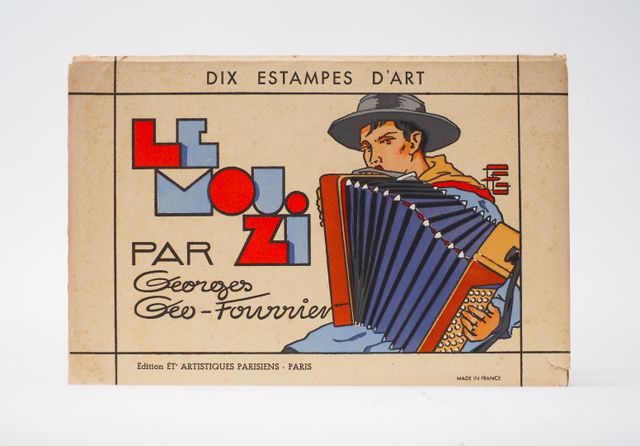 DIX ESTAMPES D'ART
LE
MOU.
ZI
PAR
Georges
Géo-Fourrier
Édition ÉTˢ ARTISTIQUES PARISIENS · PARIS
MADE IN FRANCE